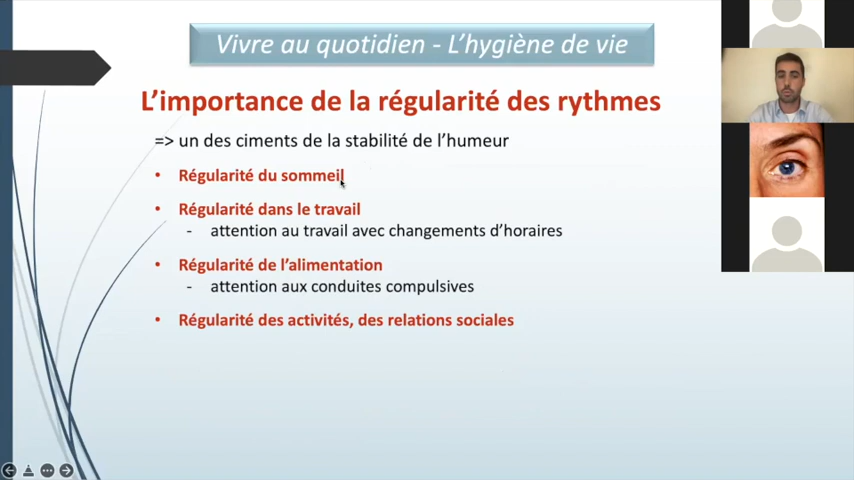 Vivre au quotidien - L’hygiène de vie
L’importance de la régularité des rythmes
=> un des ciments de la stabilité de l’humeur
• Régularité du sommeil
• Régularité dans le travail
- attention au travail avec changements d’horaires
• Régularité de l’alimentation
- attention aux conduites compulsives
• Régularité des activités, des relations sociales